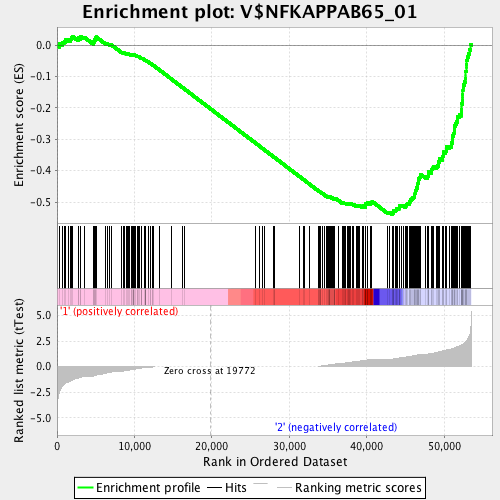 Enrichment plot: V$NFKAPPAB65_01
Enrichment score (ES)
0.0
-0.1
-0.2
-0.3
-0.4
-0.5
'1' (positively correlated)
Ranked list metric (tTest)
5.0
2.5
0.0
-2.5
-5.0
Zero cross at 19772
'2' (negatively correlated)
0
10,000
20,000
30,000
40,000
50,000
Rank in Ordered Dataset
Enrichment profile
Hits
Ranking metric scores